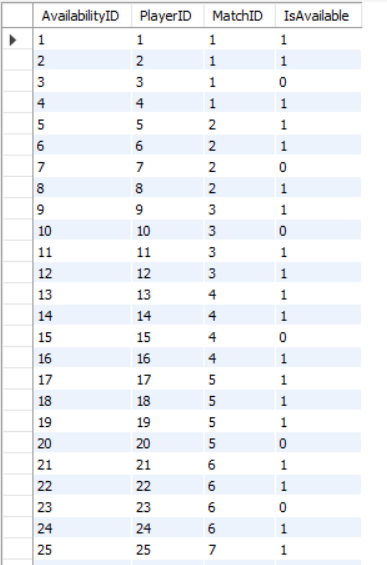 AvailabilityID PlayerID MatchID IsAvailable
1 1 1 1
2 2 1 1
3 3 1 0
4 4 1 1
5 5 2 1
6 6 2 1
7 7 2 0
8 8 2 1
9 9 3 1
10 10 3 0
11 11 3 1
12 12 3 1
13 13 4 1
14 14 4 1
15 15 4 0
16 16 4 1
17 17 5 1
18 18 5 1
19 19 5 1
20 20 5 0
21 21 6 1
22 22 6 1
23 23 6 0
24 24 6 1
25 25 7 1